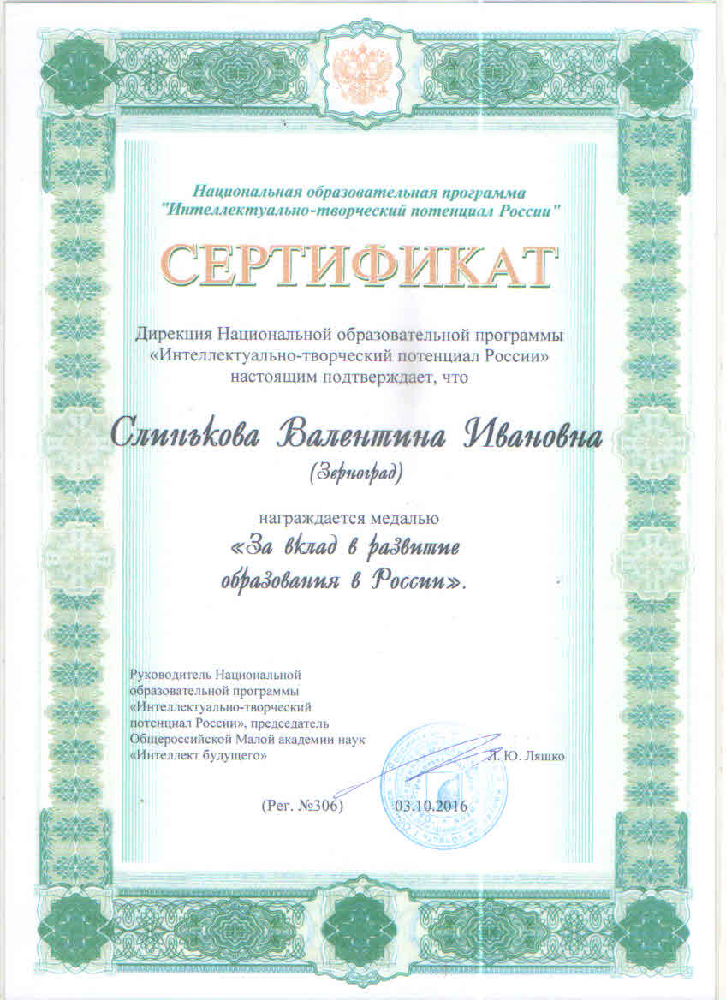 Национальная образовательная программа
"Интеллектуально-творческий потенциал России"
СЕРТИФИКАТ
Дирекция Национальной образовательной программы
«Интеллектуально-творческий потенциал России»
настоящим подтверждает, что
Слинькова Валентина Ивановна
(Зерноград)
награждается медалью
«За вклад в развитие
образования в России».
Руководитель Национальной
образовательной программы
«Интеллектуально-творческий
потенциал России», председатель
Общероссийской Малой академии наук
«Интеллект будущего»
Л. Ю. Ляшко
(Рег. №306) 03.10.2016